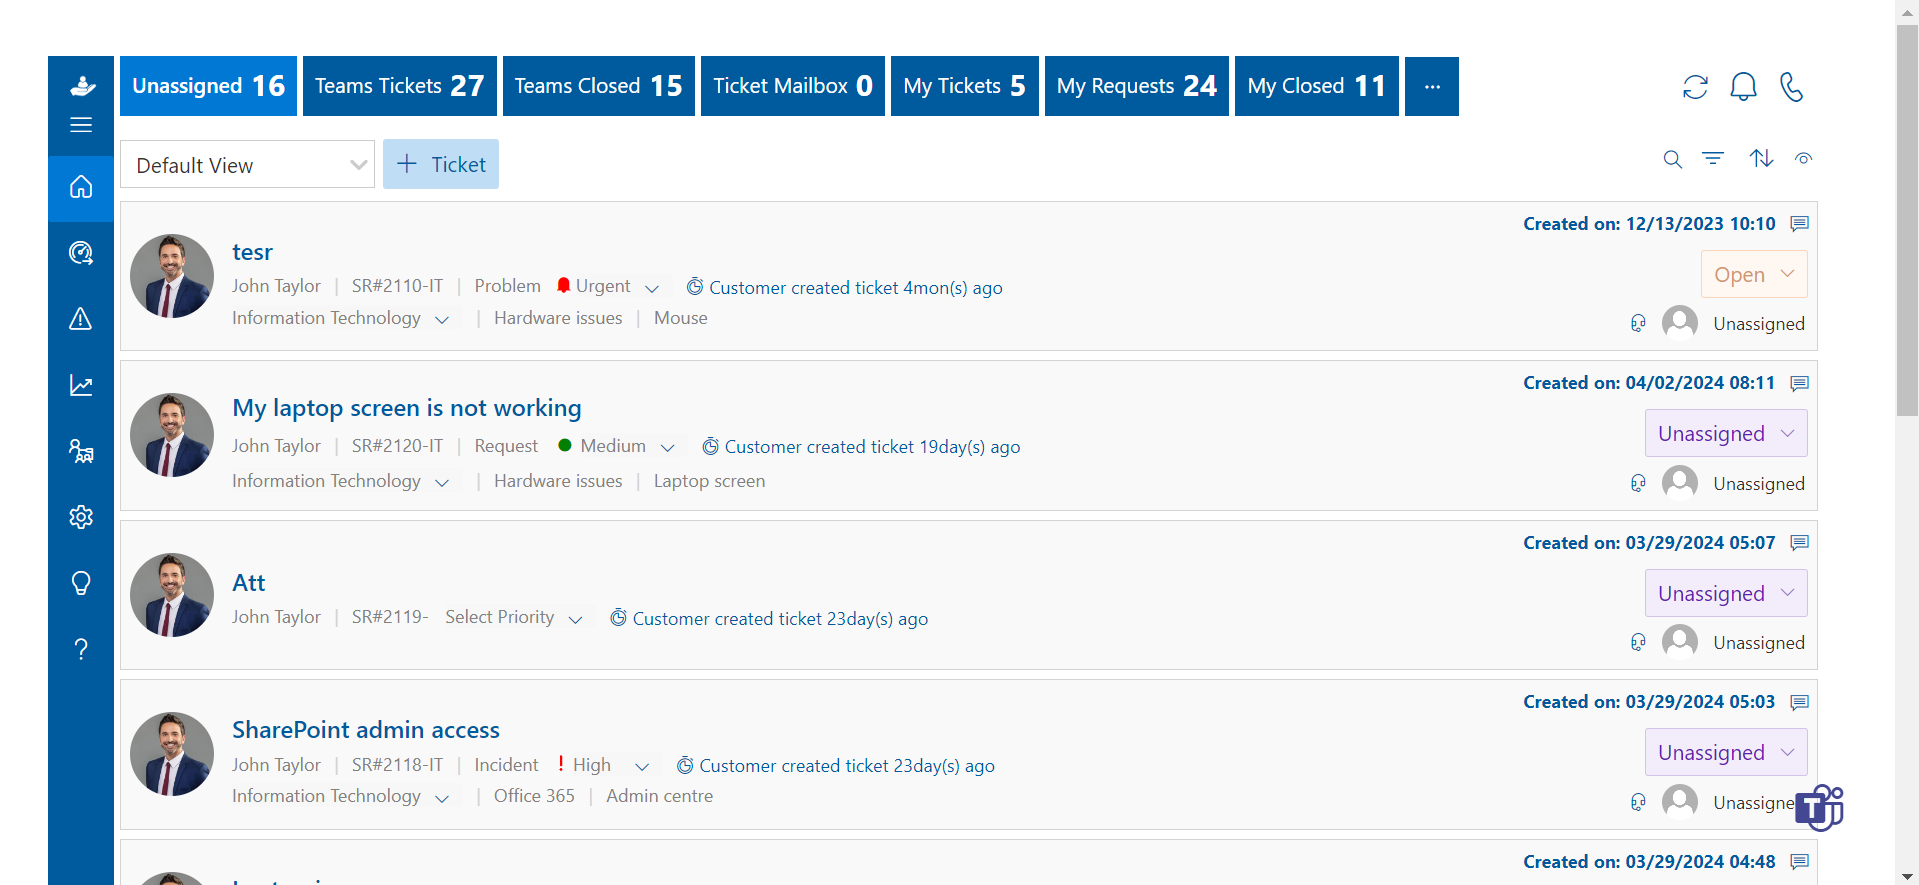 Unassigned 16 Teams Tickets 27 Teams Closed 15 Ticket Mailbox 0 My Tickets 5 My Requests 24 My Closed 11 ...
Default View + Ticket
Created on: 12/13/2023 10:10
tesr
Open
John Taylor | SR#2110-IT | Problem Urgent Customer created ticket 4mon(s) ago
Information Technology | Hardware issues | Mouse
Unassigned
Created on: 04/02/2024 08:11
My laptop screen is not working
Unassigned
John Taylor | SR#2120-IT | Request Medium Customer created ticket 19day(s) ago
Information Technology | Hardware issues | Laptop screen
Unassigned
Created on: 03/29/2024 05:07
Att
Unassigned
John Taylor | SR#2119- Select Priority Customer created ticket 23day(s) ago
Unassigned
Created on: 03/29/2024 05:03
SharePoint admin access
Unassigned
John Taylor | SR#2118-IT | Incident ! High Customer created ticket 23day(s) ago
Information Technology | Office 365 | Admin centre
Unassigne
T
Created on: 03/29/2024 04:48
?